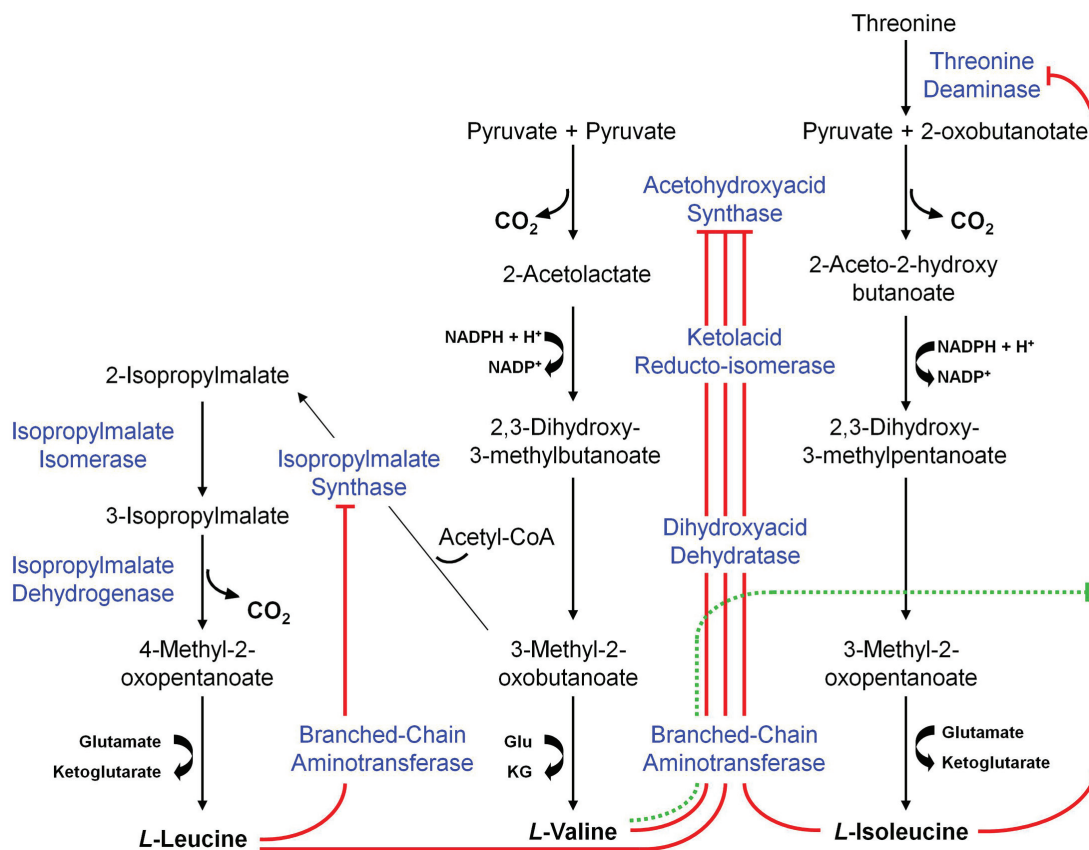 Threonine
Threonine
Deaminase
Pyruvate + Pyruvate
Pyruvate + 2-oxobutanotate
Acetohydroxyacid
Synthase
CO2
CO2
2-Acetolactate
2-Aceto-2-hydroxy
butanoate
NADPH + H+
NADP+
Ketolacid
Reducto-isomerase
NADPH + H+
NADP+
2-Isopropylmalate
Isopropylmalate
Isomerase
Isopropylmalate
Synthase
2,3-Dihydroxy-
3-methylbutanoate
2,3-Dihydroxy-
3-methylpentanoate
3-Isopropylmalate
Acetyl-CoA
Dihydroxyacid
Dehydratase
Isopropylmalate
Dehydrogenase
CO2
4-Methyl-2-
oxopentanoate
3-Methyl-2-
oxobutanoate
3-Methyl-2-
oxopentanoate
Glutamate
Ketoglutarate
Branched-Chain
Aminotransferase
Glu
KG
Branched-Chain
Aminotransferase
Glutamate
Ketoglutarate
L-Leucine
L-Valine
L-Isoleucine